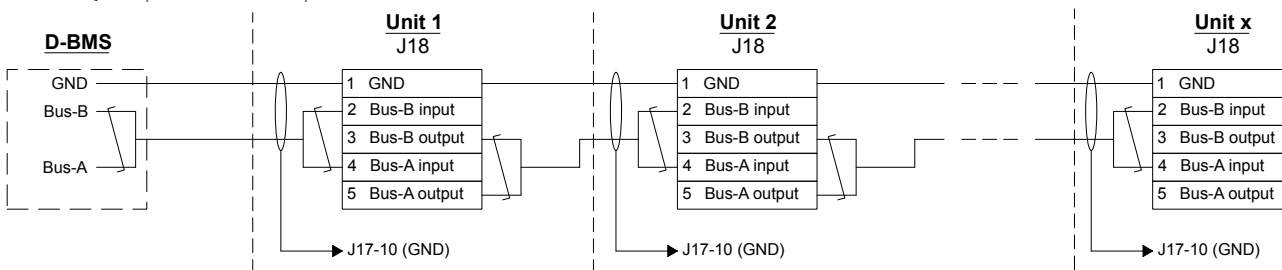 D-BMS
GND
Bus-B
Bus-A
Unit 1
J18
1 GND
2 Bus-B input
3 Bus-B output
4 Bus-A input
5 Bus-A output
J17-10 (GND)
Unit 2
J18
1 GND
2 Bus-B input
3 Bus-B output
4 Bus-A input
5 Bus-A output
J17-10 (GND)
Unit x
J18
1 GND
2 Bus-B input
3 Bus-B output
4 Bus-A input
5 Bus-A output
J17-10 (GND)